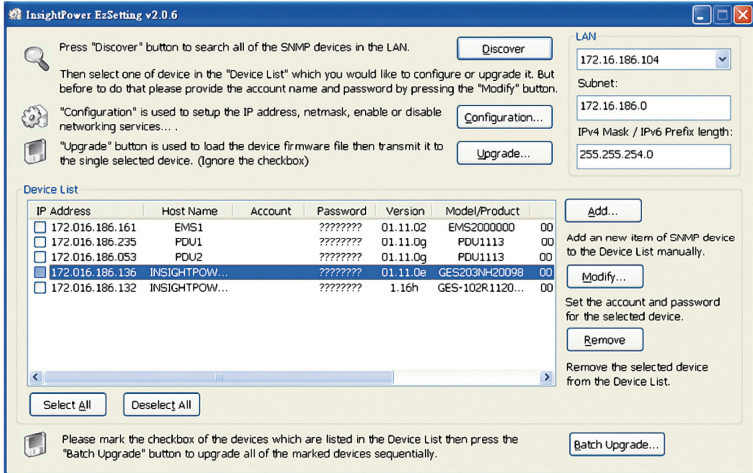 InsightPower EzSetting v2.0.6
Press "Discover" button to search all of the SNMP devices in the LAN.
Discover
Then select one of device in the "Device List" which you would like to configure or upgrade it. But
before to do that please provide the account name and password by pressing the "Modify" button.
"Configuration" is used to setup the IP address, netmask, enable or disable
networking services... .
Configuration...
"Upgrade" button is used to load the device firmware file then transmit it to
the single selected device. (Ignore the checkbox)
Upgrade...
LAN
172.16.186.104
Subnet:
172.16.186.0
IPv4 Mask / IPv6 Prefix length:
255.255.254.0
Device List
IP Address Host Name Account Password Version Model/Product
172.016.186.161 EMS1 ???????? 01.11.02 EMS2000000 00
172.016.186.235 PDU1 ???????? 01.11.0g PDU1113 00
172.016.186.053 PDU2 ???????? 01.11.0g PDU1113 00
172.016.186.136 INSIGHTPOW... ???????? 01.11.0e GES203NH20098 00
172.016.186.132 INSIGHTPOW... ???????? 1.16h GES-102R1120... 00
Add...
Add an new item of SNMP device
to the Device List manually.
Modify...
Set the account and password
for the selected device.
Remove
Remove the selected device
from the Device List.
Select All
Deselect All
Please mark the checkbox of the devices which are listed in the Device List then press the
"Batch Upgrade" button to upgrade all of the marked devices sequentially.
Batch Upgrade...